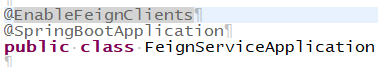 @EnableFeignClients
@SpringBootApplication
public class FeignServiceApplication